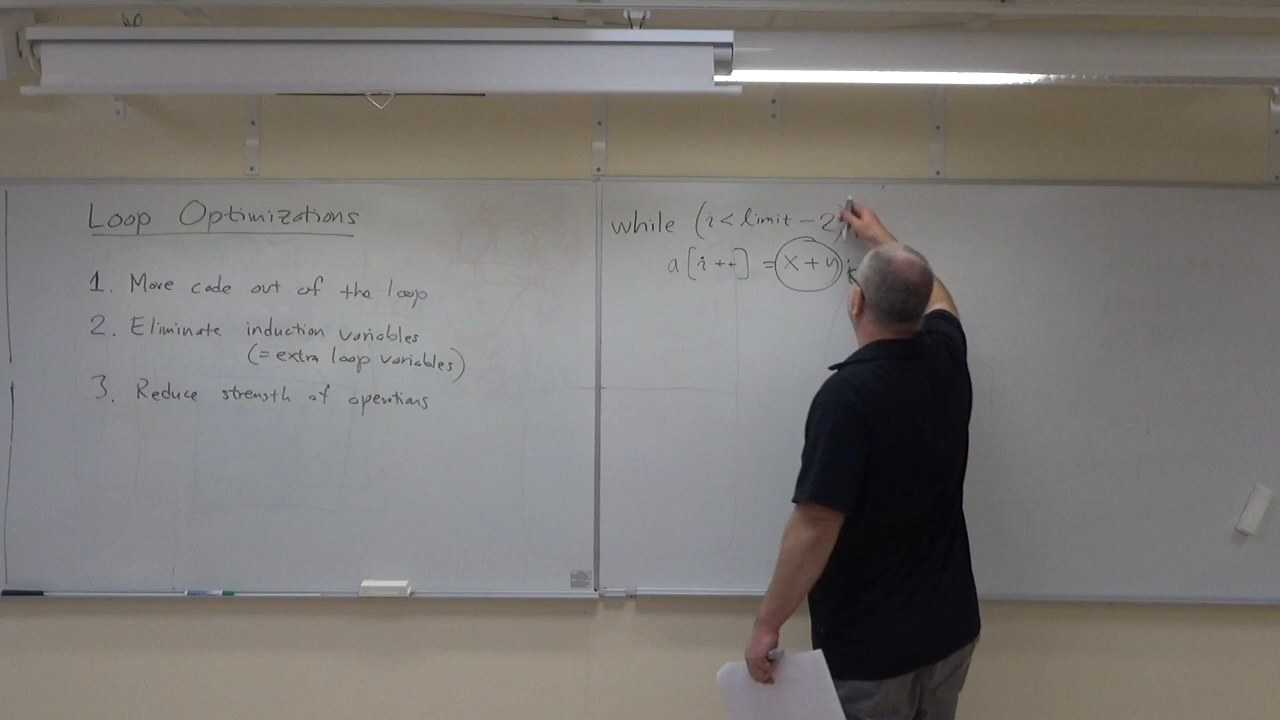 Loop Optimizations
1. Move code out of the loop
2. Eliminate induction variables
(= extra loop variables)
3. Reduce strength of operations
while (i < limit - 2)
a[i++] = x + y;